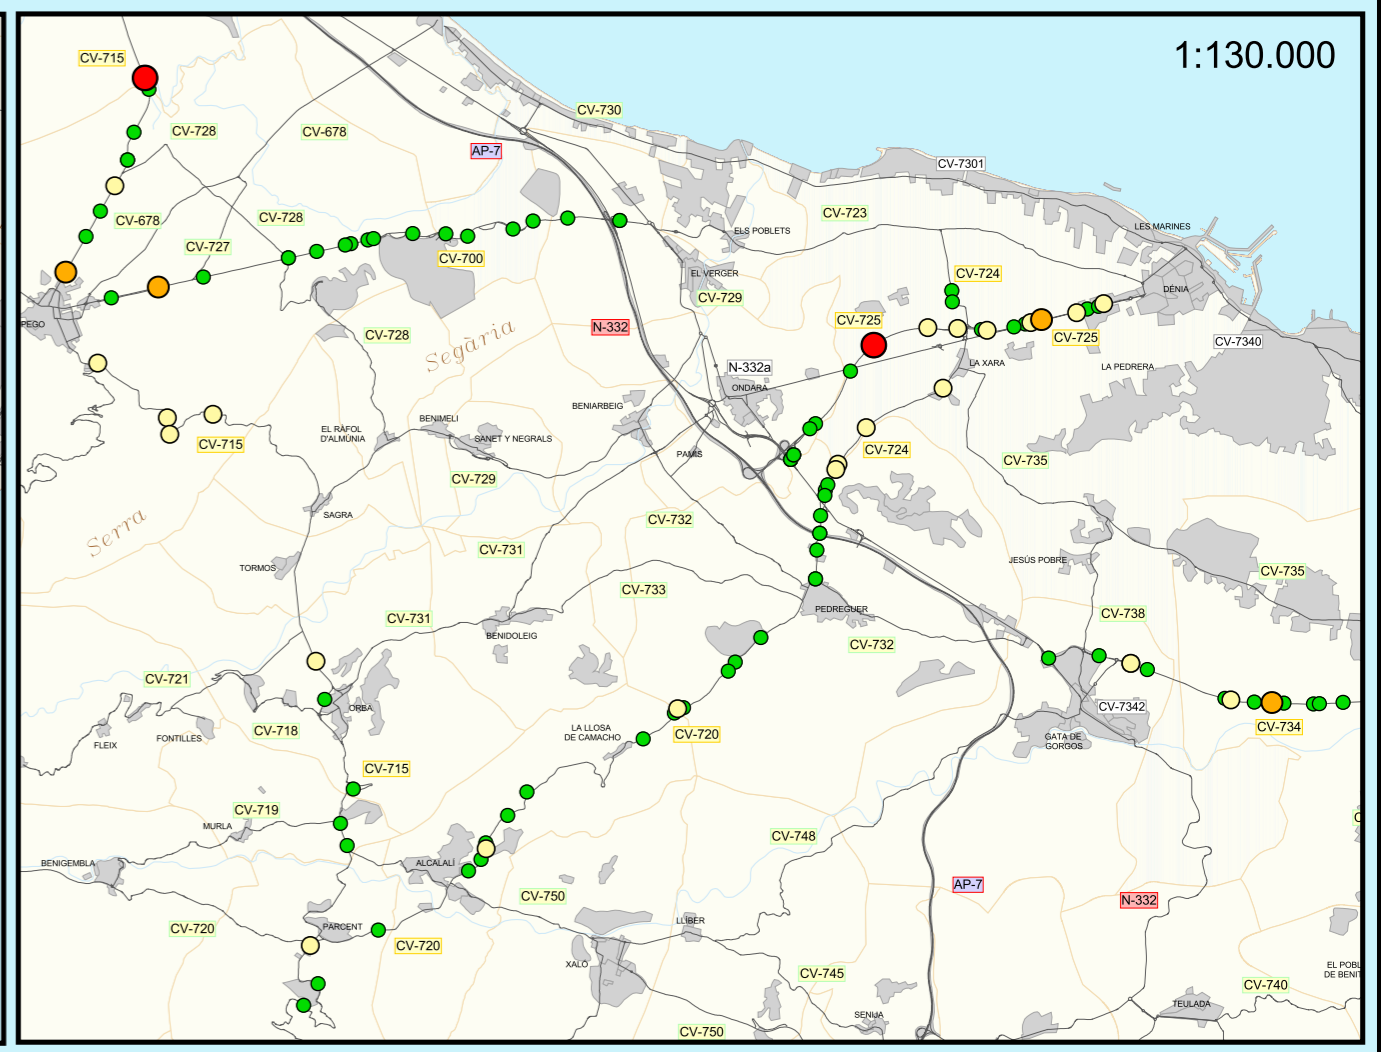 1:130.000
CV-715
CV-730
CV-728
CV-678
AP-7
CV-7301
CV-678
CV-728
CV-723
LES MARINES
ELS POBLETS
CV-727
CV-700
EL VERGER
CV-724
DÉNIA
CV-729
PEGO
CV-728
Segària
N-332
CV-725
CV-725
CV-7340
N-332a
LA XARA
LA PEDRERA
ONDARA
BENIARBEIG
BENIMELI
EL RÀFOL
D'ALMÚNIA
SANET Y NEGRALS
CV-715
PAMIS
CV-724
CV-735
CV-729
SAGRA
Serra
CV-732
CV-731
TORMOS
JESÚS POBRE
CV-735
CV-733
PEDREGUER
CV-738
CV-731
BENIDOLEIG
CV-732
CV-721
ORBA
CV-7342
CV-718
FONTILLES
FLEIX
LA LLOSA
DE CAMACHO
CV-720
GATA DE
GORGOS
CV-734
CV-715
CV-719
MURLA
CV-748
BENIGEMBLA
ALCALALÍ
AP-7
CV-750
N-332
CV-720
PARCENT
LLÍBER
CV-720
XALÓ
CV-745
EL POBL
DE BENIT
CV-740
TEULADA
SENIJA
CV-750